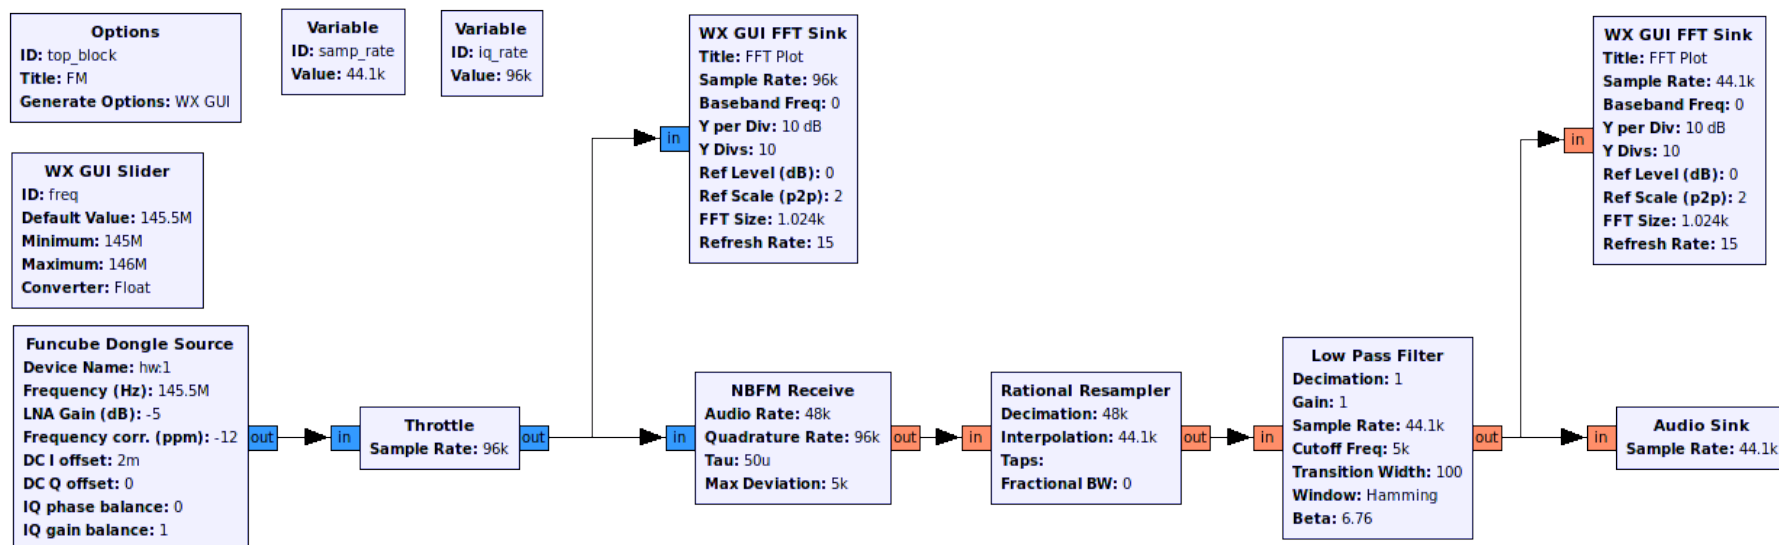 Options
ID: top_block
Title: FM
Generate Options: WX GUI
Variable
ID: samp_rate
Value: 44.1k
Variable
ID: iq_rate
Value: 96k
WX GUI FFT Sink
Title: FFT Plot
Sample Rate: 96k
Baseband Freq: 0
Y per Div: 10 dB
Y Divs: 10
Ref Level (dB): 0
Ref Scale (p2p): 2
FFT Size: 1.024k
Refresh Rate: 15
in
WX GUI FFT Sink
Title: FFT Plot
Sample Rate: 44.1k
Baseband Freq: 0
Y per Div: 10 dB
Y Divs: 10
Ref Level (dB): 0
Ref Scale (p2p): 2
FFT Size: 1.024k
Refresh Rate: 15
in
WX GUI Slider
ID: freq
Default Value: 145.5M
Minimum: 145M
Maximum: 146M
Converter: Float
Funcube Dongle Source
Device Name: hw:1
Frequency (Hz): 145.5M
LNA Gain (dB): -5
Frequency corr. (ppm): -12
DC I offset: 2m
DC Q offset: 0
IQ phase balance: 0
IQ gain balance: 1
out
in
Throttle
Sample Rate: 96k
out
in
NBFM Receive
Audio Rate: 48k
Quadrature Rate: 96k
Tau: 50u
Max Deviation: 5k
out
in
Rational Resampler
Decimation: 48k
Interpolation: 44.1k
Taps:
Fractional BW: 0
out
in
Low Pass Filter
Decimation: 1
Gain: 1
Sample Rate: 44.1k
Cutoff Freq: 5k
Transition Width: 100
Window: Hamming
Beta: 6.76
out
in
Audio Sink
Sample Rate: 44.1k